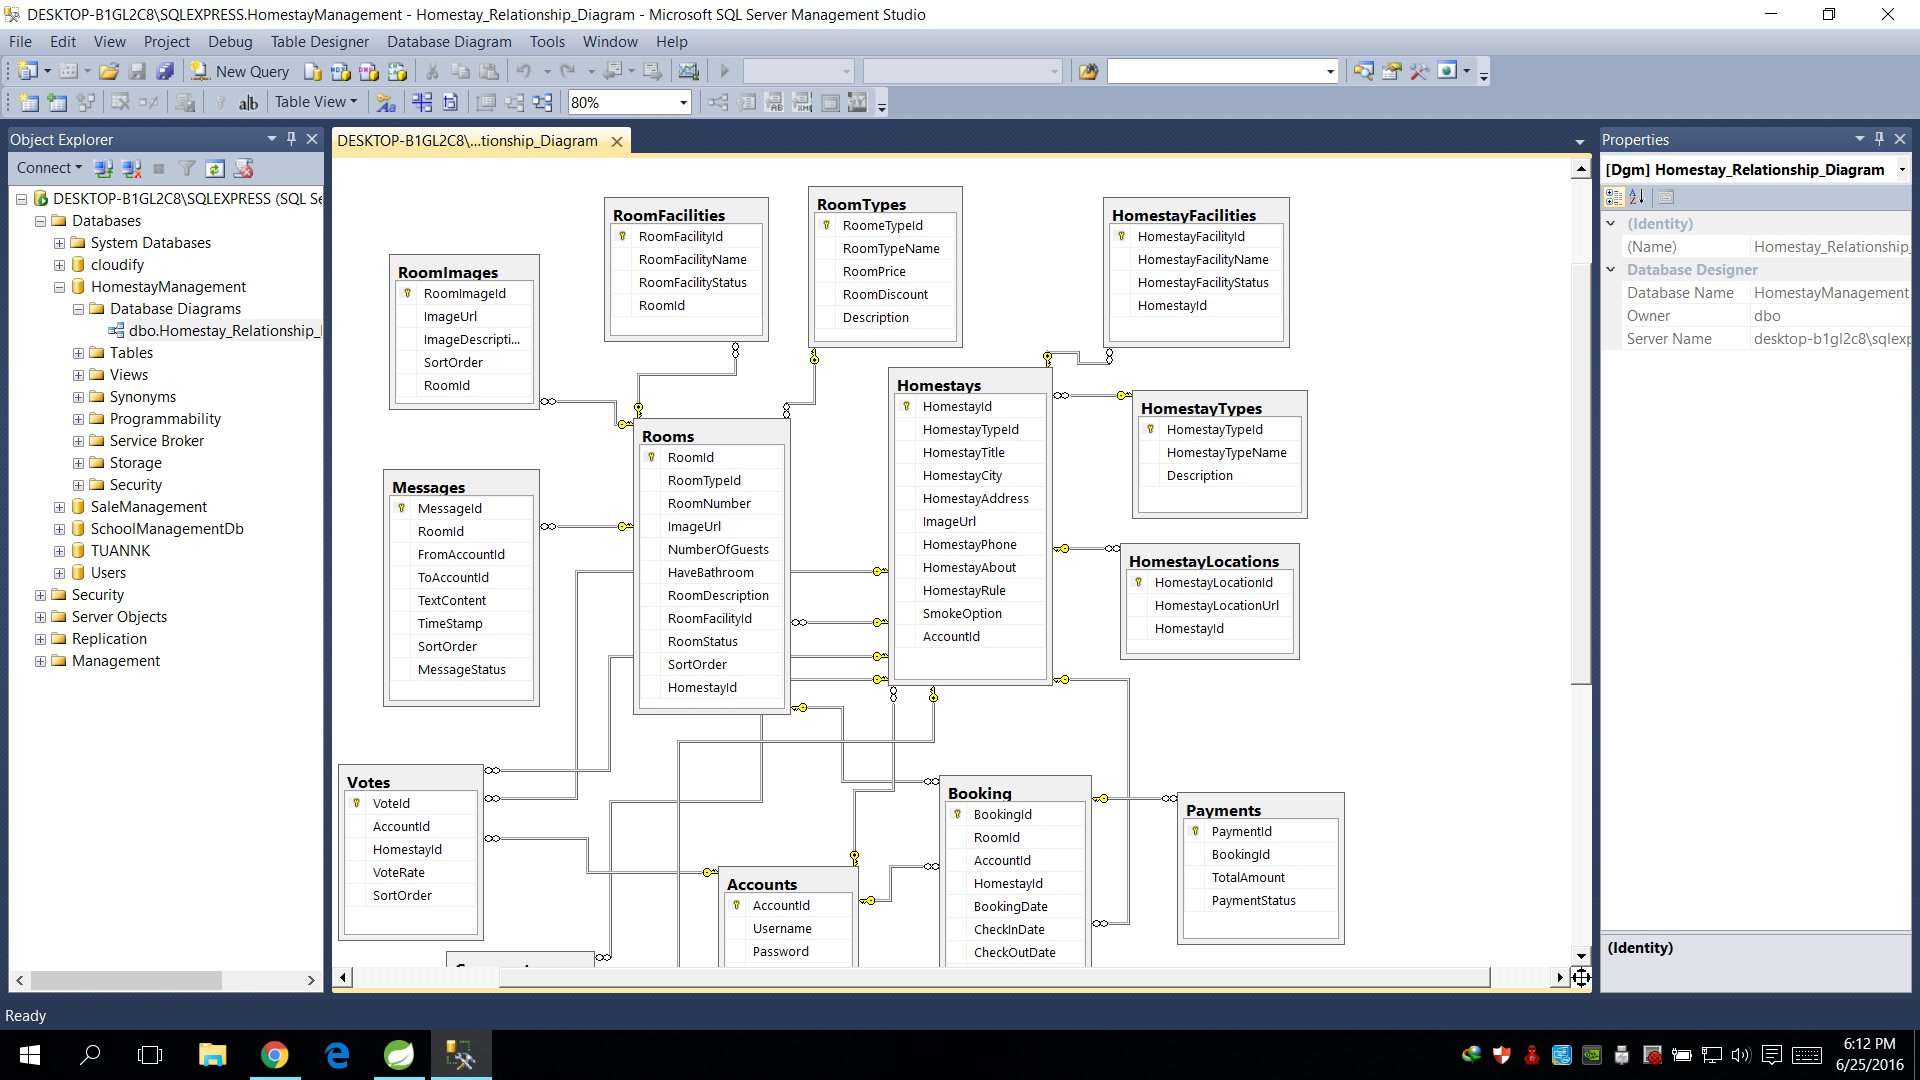 DESKTOP-B1GL2C8\SQLEXPRESS.HomestayManagement - Homestay_Relationship_Diagram - Microsoft SQL Server Management Studio
File Edit View Project Debug Table Designer Database Diagram Tools Window Help
New Query
Table View 80%
Object Explorer
Connect
DESKTOP-B1GL2C8\SQLEXPRESS (SQL Se
Databases
System Databases
cloudify
HomestayManagement
Database Diagrams
dbo.Homestay_Relationship_
Tables
Views
Synonyms
Programmability
Service Broker
Storage
Security
SaleManagement
SchoolManagementDb
TUANNK
Users
Security
Server Objects
Replication
Management
DESKTOP-B1GL2C8\...tionship_Diagram
RoomImages
RoomImageId
ImageUrl
ImageDescripti...
SortOrder
RoomId
RoomFacilities
RoomFacilityId
RoomFacilityName
RoomFacilityStatus
RoomId
RoomTypes
RoomeTypeId
RoomTypeName
RoomPrice
RoomDiscount
Description
HomestayFacilities
HomestayFacilityId
HomestayFacilityName
HomestayFacilityStatus
HomestayId
Messages
MessageId
RoomId
FromAccountId
ToAccountId
TextContent
TimeStamp
SortOrder
MessageStatus
Rooms
RoomId
RoomTypeId
RoomNumber
ImageUrl
NumberOfGuests
HaveBathroom
RoomDescription
RoomFacilityId
RoomStatus
SortOrder
HomestayId
Homestays
HomestayId
HomestayTypeId
HomestayTitle
HomestayCity
HomestayAddress
ImageUrl
HomestayPhone
HomestayAbout
HomestayRule
SmokeOption
AccountId
HomestayTypes
HomestayTypeId
HomestayTypeName
Description
HomestayLocations
HomestayLocationId
HomestayLocationUrl
HomestayId
Votes
VoteId
AccountId
HomestayId
VoteRate
SortOrder
Accounts
AccountId
Username
Password
Booking
BookingId
RoomId
AccountId
HomestayId
BookingDate
CheckInDate
CheckOutDate
Payments
PaymentId
BookingId
TotalAmount
PaymentStatus
Properties
[Dgm] Homestay_Relationship_Diagram
(Identity)
(Name) Homestay_Relationship_
Database Designer
Database Name HomestayManagement
Owner dbo
Server Name desktop-b1gl2c8\sqlexp
(Identity)
Ready
6:12 PM
6/25/2016